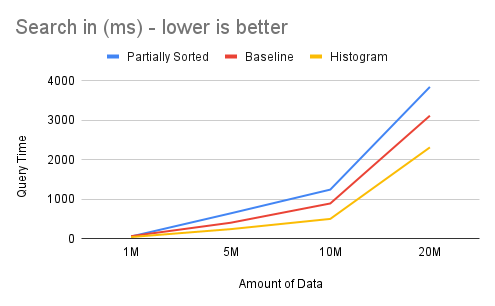 Search in (ms) - lower is better
Partially Sorted Baseline Histogram
4000
3000
2000
1000
0
Query Time
1M 5M 10M 20M
Amount of Data